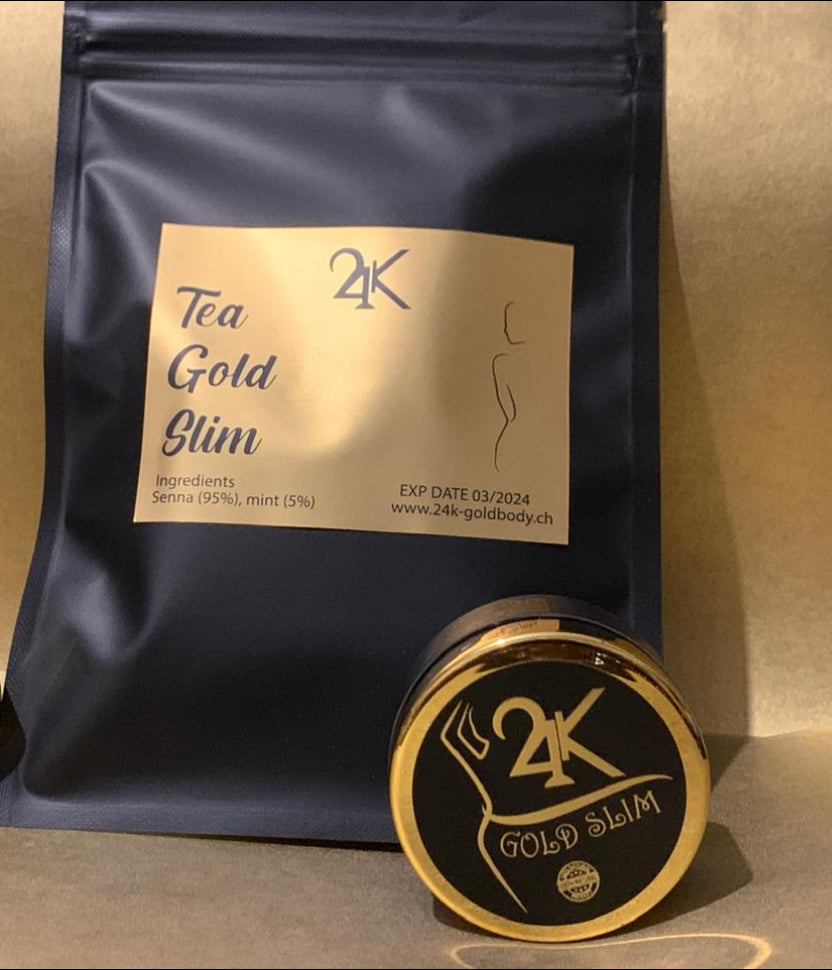 24K
Tea
Gold
Slim
Ingredients
Senna (95%), mint (5%)
EXP DATE 03/2024
www.24k-goldbody.ch
24K
GOLD SLIM